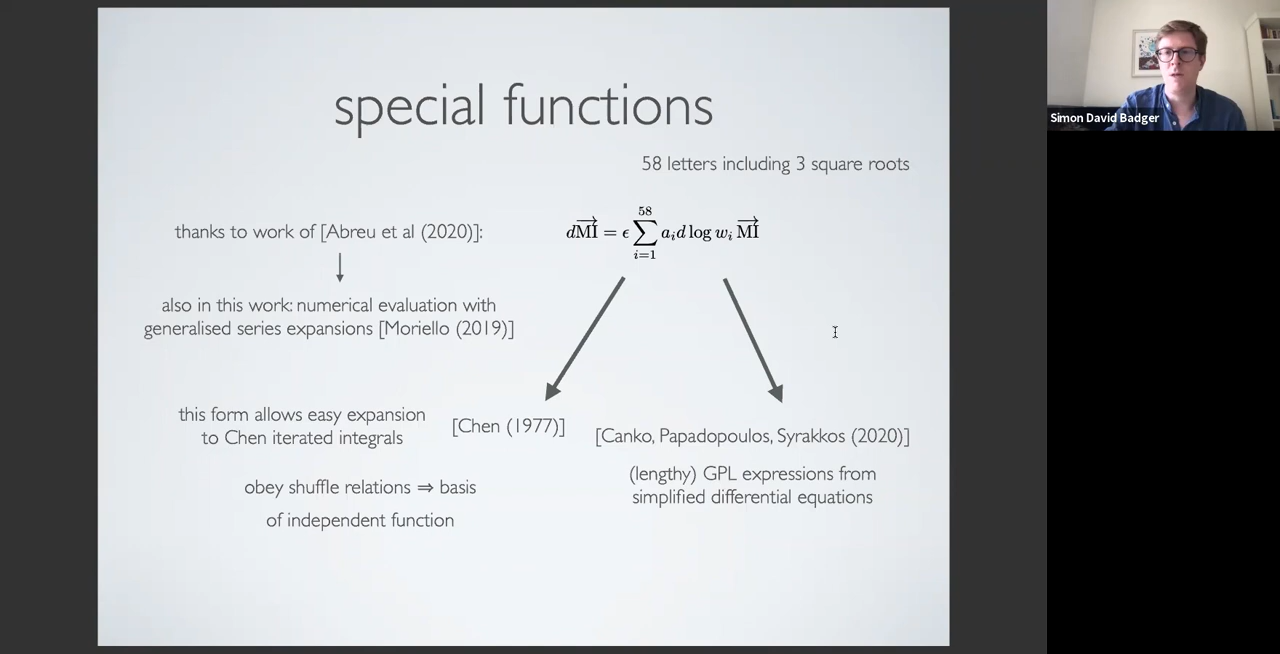 special functions
58 letters including 3 square roots
thanks to work of [Abreu et al (2020)]:
$d\overrightarrow{\mathrm{MI}} = \epsilon \sum_{i=1}^{58} a_i d \log w_i \overrightarrow{\mathrm{MI}}$
also in this work: numerical evaluation with
generalised series expansions [Moriello (2019)]
this form allows easy expansion
to Chen iterated integrals
[Chen (1977)]
obey shuffle relations ⇒ basis
of independent function
[Canko, Papadopoulos, Syrakkos (2020)]
(lengthy) GPL expressions from
simplified differential equations
Simon David Badger